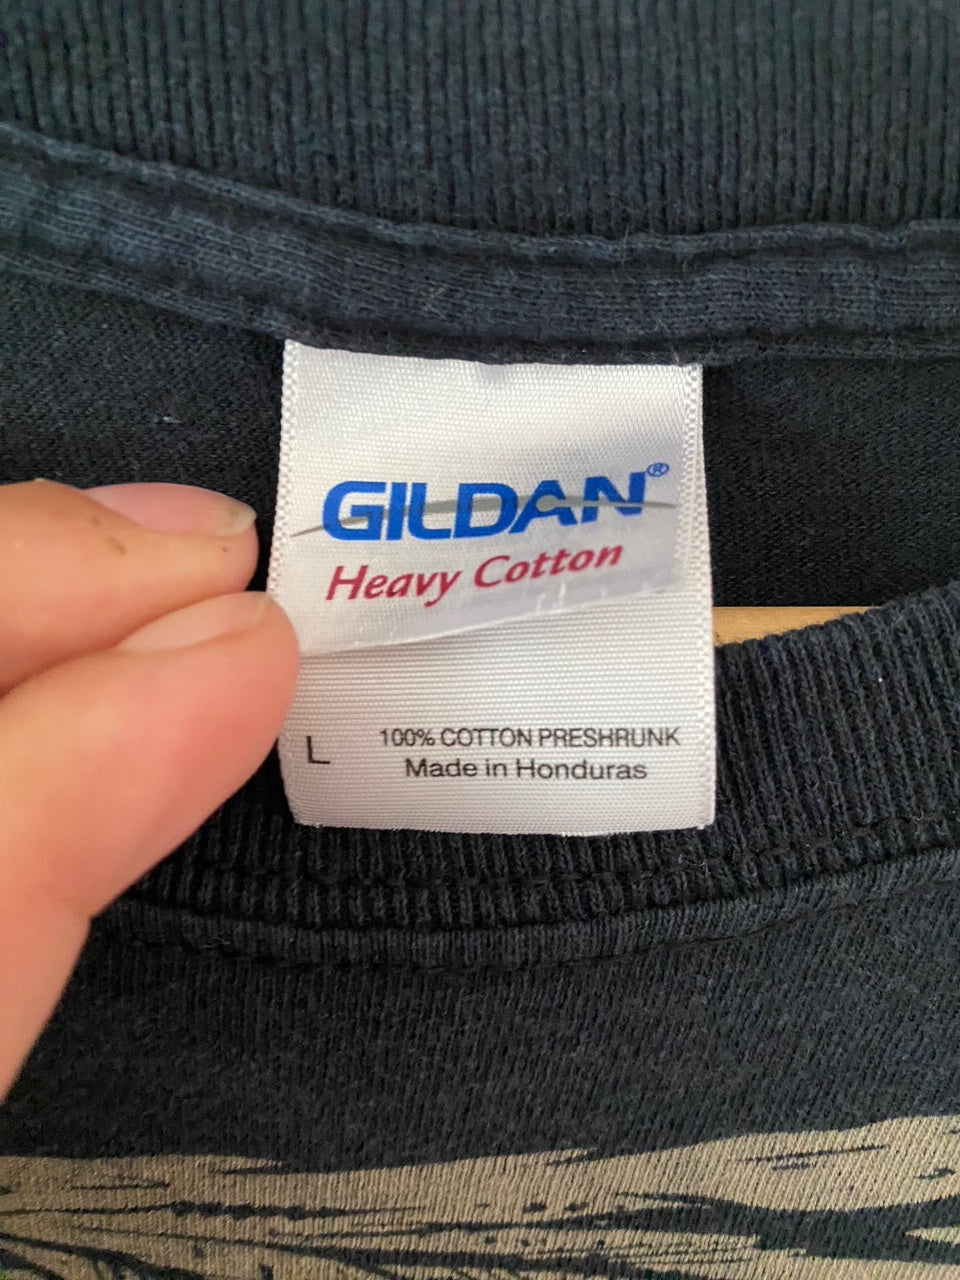 GILDAN®
Heavy Cotton
L 100% COTTON PRESHRUNK
Made in Honduras